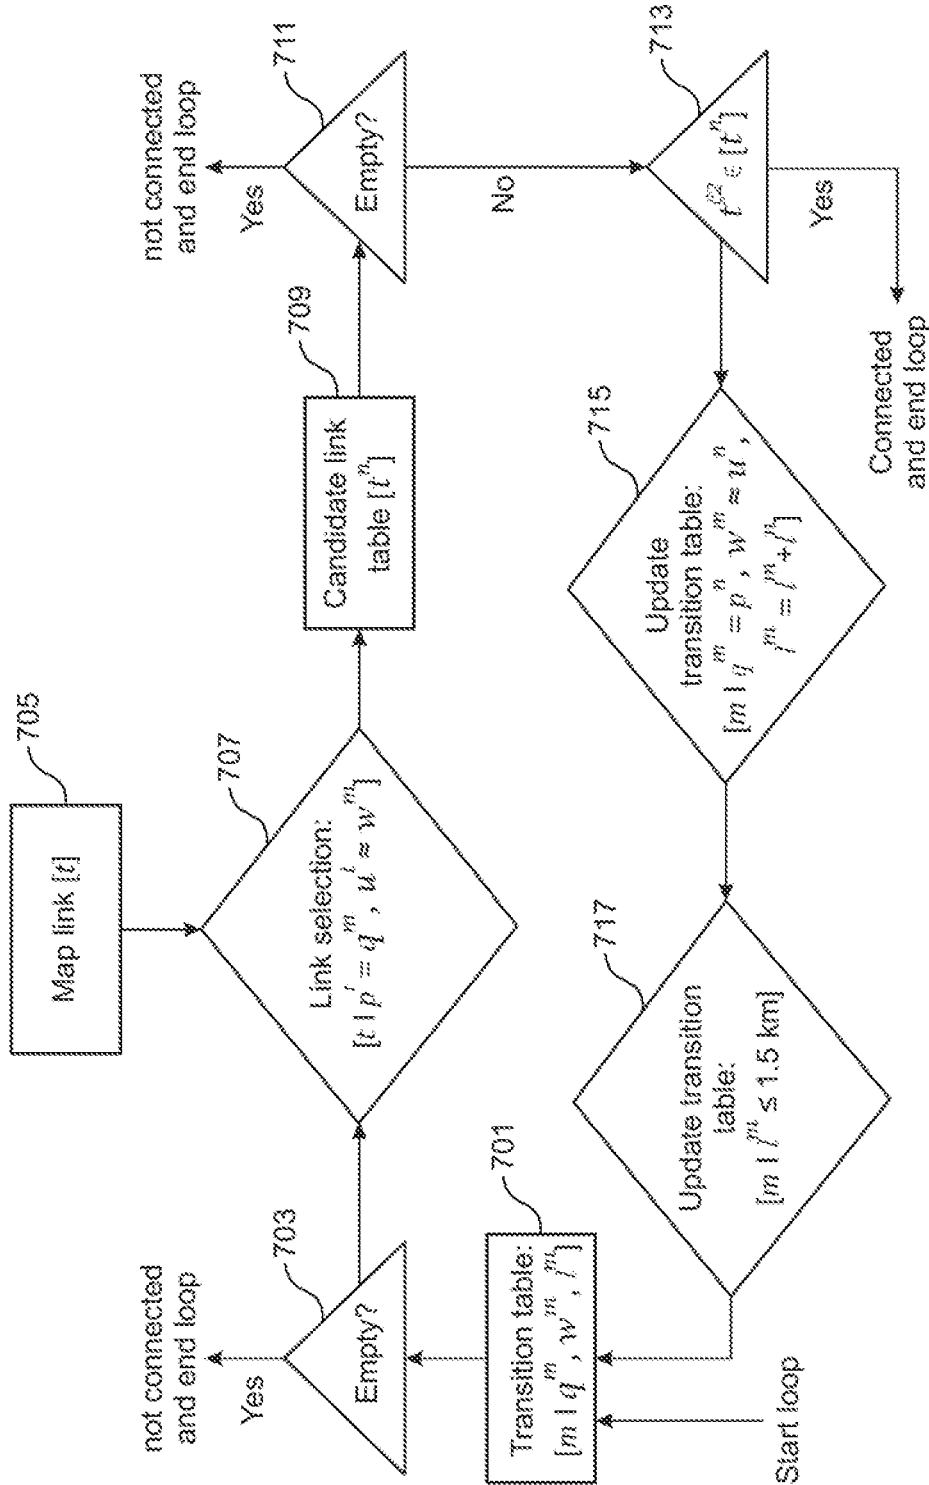 Start loop
Transition table:
[m | q^m, w^m, l^m]
701
Empty?
703
Yes
not connected
and end loop
Map link [t]
705
Link selection:
[t | p^t = q^m, u^t = w^m]
707
Candidate link
table [t^n]
709
Empty?
711
Yes
not connected
and end loop
No
713
∈ [t^n]
Yes
Connected
and end loop
Update
transition table:
[m | q^m = p^n, w^m = u^n,
l^m = l^m + l^n]
715
Update transition
table:
[m | l^m ≤ 1.5 km]
717